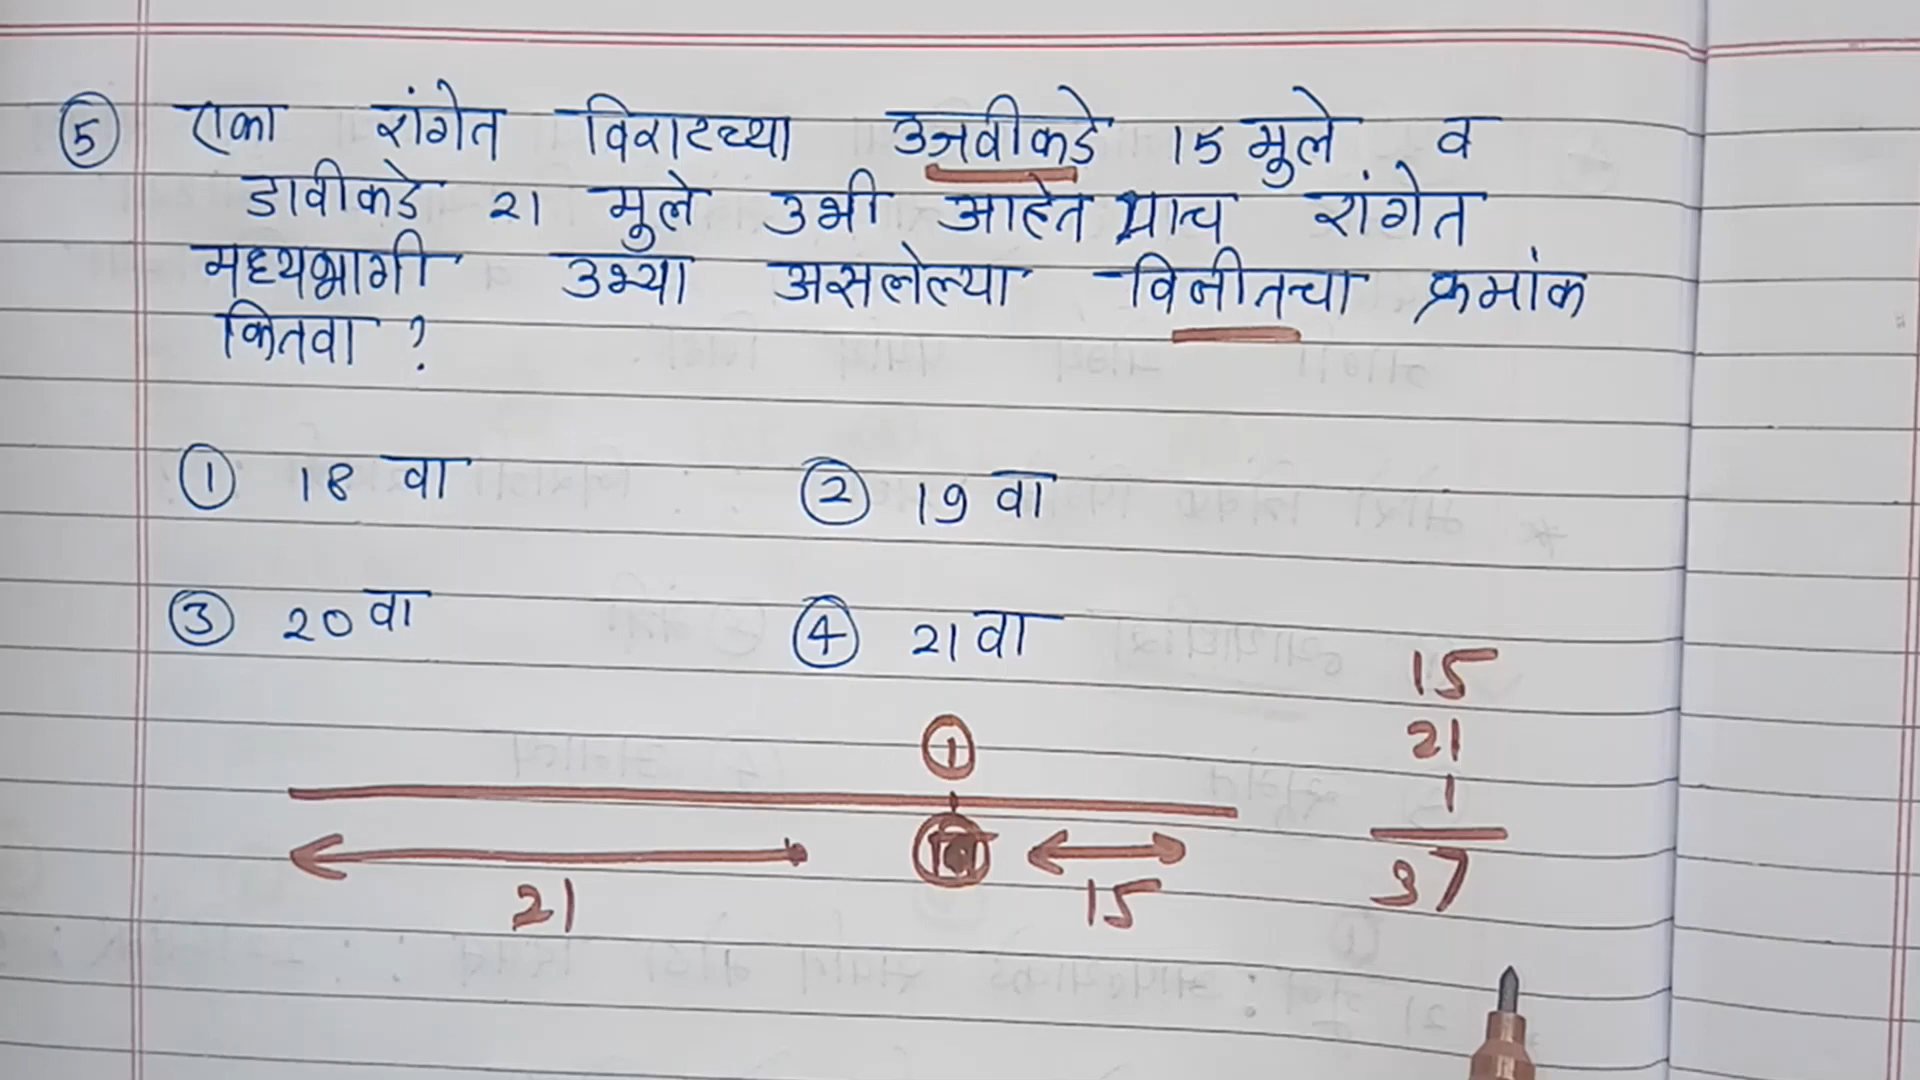 ⑤ एका रांगेत विराटच्या उजवीकडे 15 मुले व
डावीकडे 21 मुले उभी आहेत याच रांगेत
मध्यभागी उभ्या असलेल्या विनीतचा क्रमांक
कितवा ?
① 18 वा ② 19 वा
③ 20 वा ④ 21 वा
15
21
1
37
①
21 15